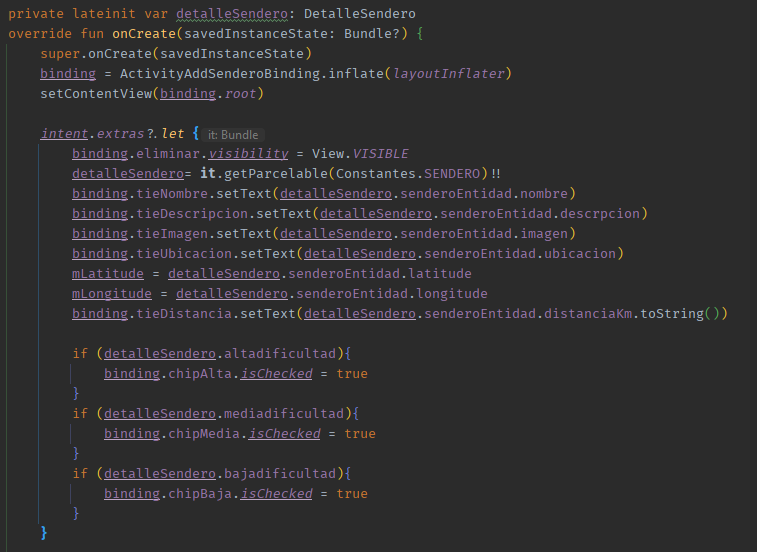 private lateinit var detalleSendero: DetalleSendero
override fun onCreate(savedInstanceState: Bundle?) {
    super.onCreate(savedInstanceState)
    binding = ActivityAddSenderoBinding.inflate(layoutInflater)
    setContentView(binding.root)

    intent.extras?.let { it: Bundle
        binding.eliminar.visibility = View.VISIBLE
        detalleSendero= it.getParcelable(Constantes.SENDERO)!!
        binding.tieNombre.setText(detalleSendero.senderoEntidad.nombre)
        binding.tieDescripcion.setText(detalleSendero.senderoEntidad.descrpcion)
        binding.tieImagen.setText(detalleSendero.senderoEntidad.imagen)
        binding.tieUbicacion.setText(detalleSendero.senderoEntidad.ubicacion)
        mLatitude = detalleSendero.senderoEntidad.latitude
        mLongitude = detalleSendero.senderoEntidad.longitude
        binding.tieDistancia.setText(detalleSendero.senderoEntidad.distanciaKm.toString())

        if (detalleSendero.altadificultad){
            binding.chipAlta.isChecked = true
        }
        if (detalleSendero.mediadificultad){
            binding.chipMedia.isChecked = true
        }
        if (detalleSendero.bajadificultad){
            binding.chipBaja.isChecked = true
        }
    }